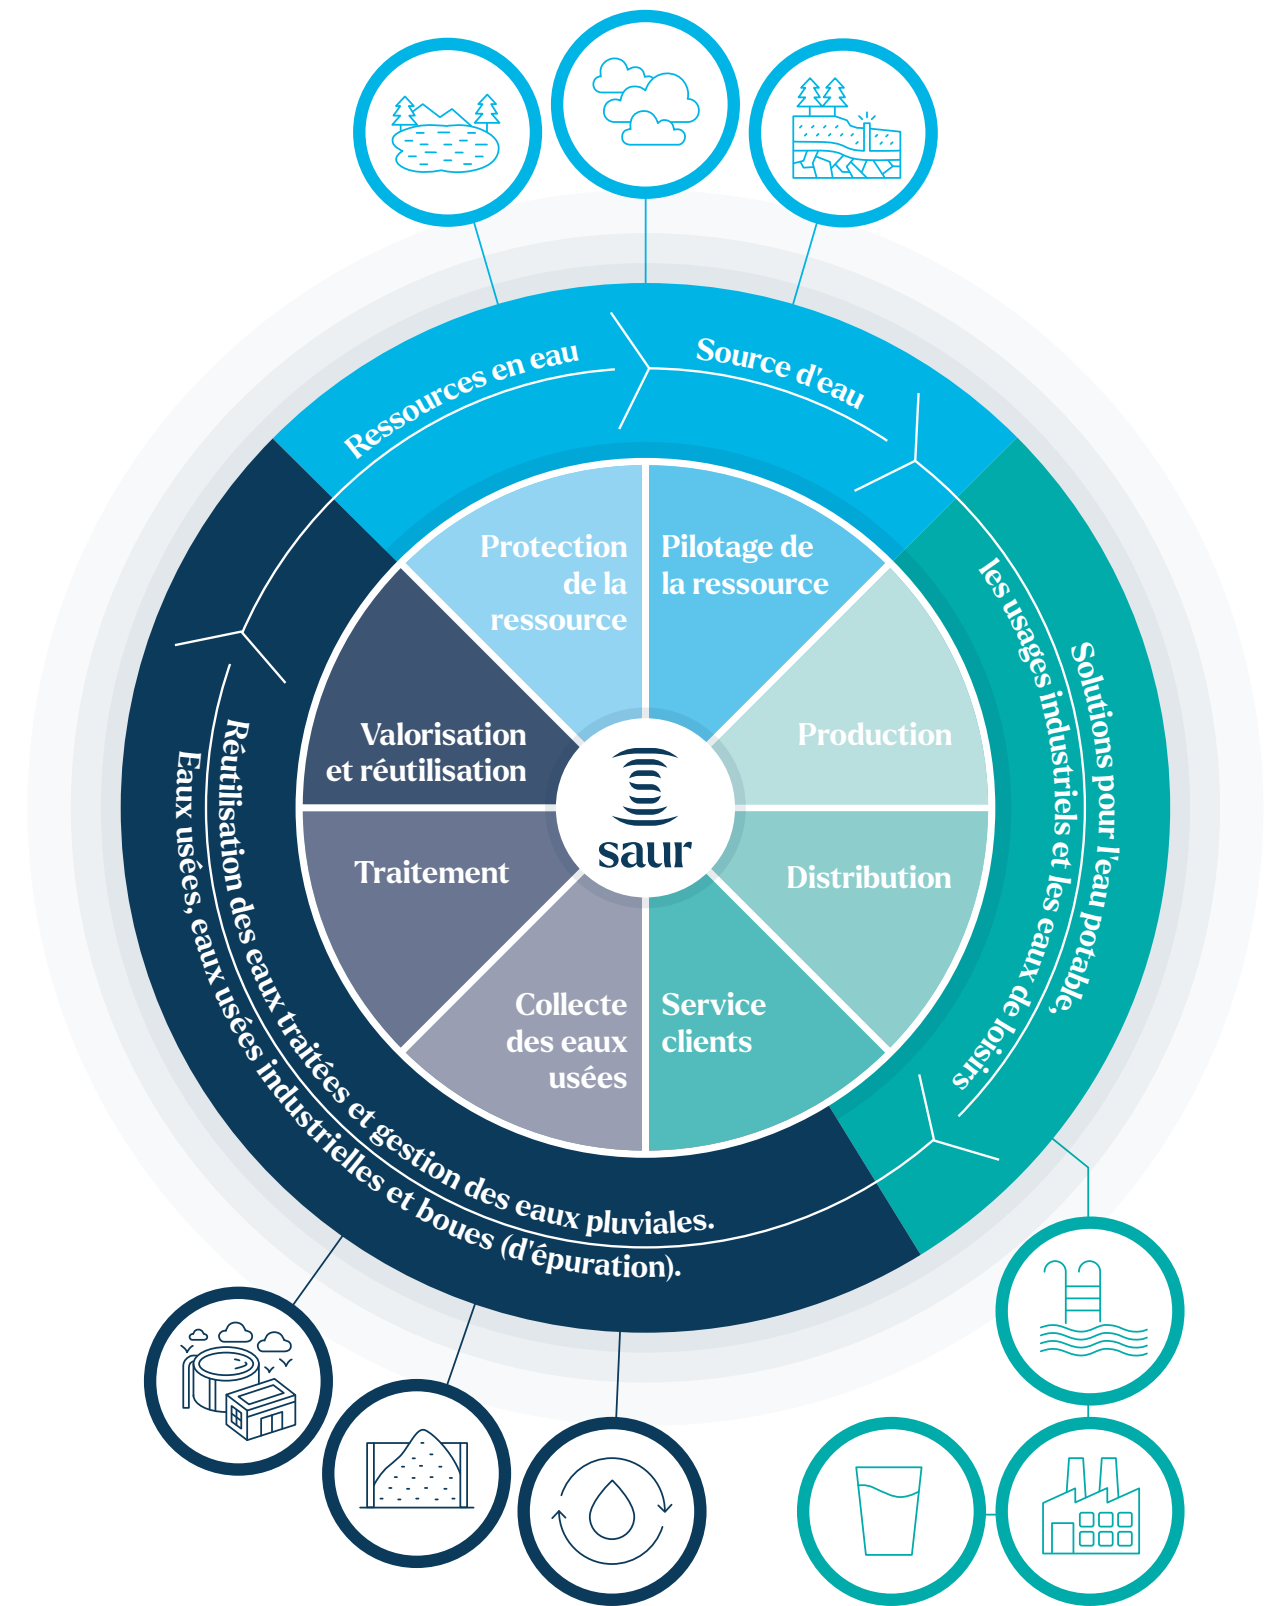 Ressources en eau
Source d'eau
Solutions pour l'eau potable,
les usages industriels et les eaux de loisirs
Protection
de la
ressource
Pilotage de
la ressource
Valorisation
et réutilisation
Production
saur
Traitement
Distribution
Collecte
des eaux
usées
Service
clients
Réutilisation des eaux traitées et gestion des eaux pluviales.
Eaux usées, eaux usées industrielles et boues (d'épuration).